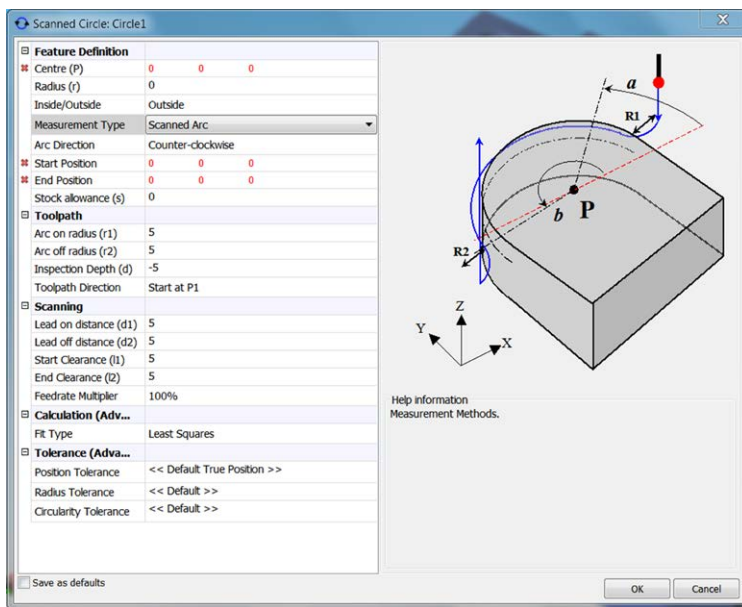 Scanned Circle: Circle1
Feature Definition
Centre (P) 0 0 0
Radius (r) 0
Inside/Outside Outside
Measurement Type Scanned Arc
Arc Direction Counter-clockwise
Start Position 0 0 0
End Position 0 0 0
Stock allowance (s) 0
Toolpath
Arc on radius (r1) 5
Arc off radius (r2) 5
Inspection Depth (d) -5
Toolpath Direction Start at P1
Scanning
Lead on distance (d1) 5
Lead off distance (d2) 5
Start Clearance (l1) 5
End Clearance (l2) 5
Feedrate Multiplier 100%
Calculation (Adv...
Fit Type Least Squares
Tolerance (Adva...
Position Tolerance << Default True Position >>
Radius Tolerance << Default >>
Circularity Tolerance << Default >>
Save as defaults
a
R1
b P
R2
Z
Y
X
Help information
Measurement Methods.
OK Cancel